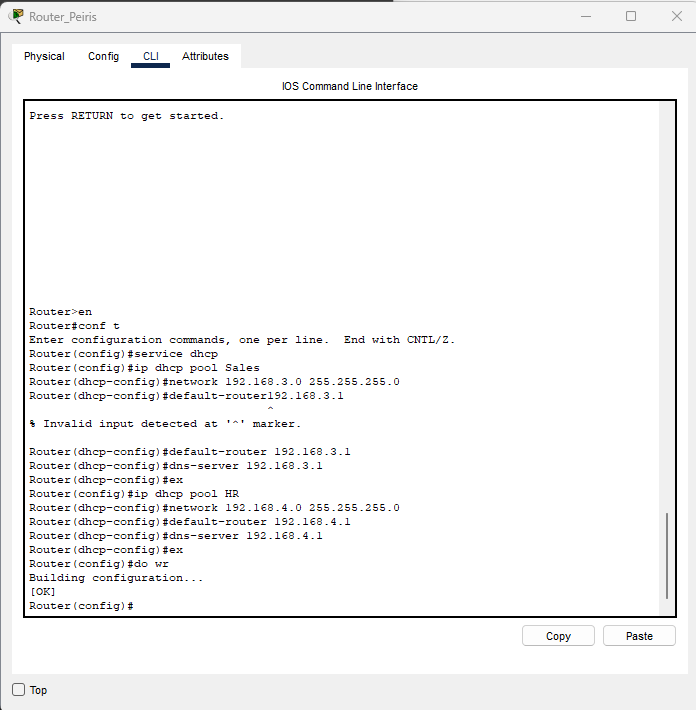 Router_Peiris
Physical Config CLI Attributes
IOS Command Line Interface
Press RETURN to get started.
Router>en
Router#conf t
Enter configuration commands, one per line.  End with CNTL/Z.
Router(config)#service dhcp
Router(config)#ip dhcp pool Sales
Router(dhcp-config)#network 192.168.3.0 255.255.255.0
Router(dhcp-config)#default-router192.168.3.1
^
% Invalid input detected at '^' marker.
Router(dhcp-config)#default-router 192.168.3.1
Router(dhcp-config)#dns-server 192.168.3.1
Router(dhcp-config)#ex
Router(config)#ip dhcp pool HR
Router(dhcp-config)#network 192.168.4.0 255.255.255.0
Router(dhcp-config)#default-router 192.168.4.1
Router(dhcp-config)#dns-server 192.168.4.1
Router(dhcp-config)#ex
Router(config)#do wr
Building configuration...
[OK]
Router(config)#
Copy Paste
Top